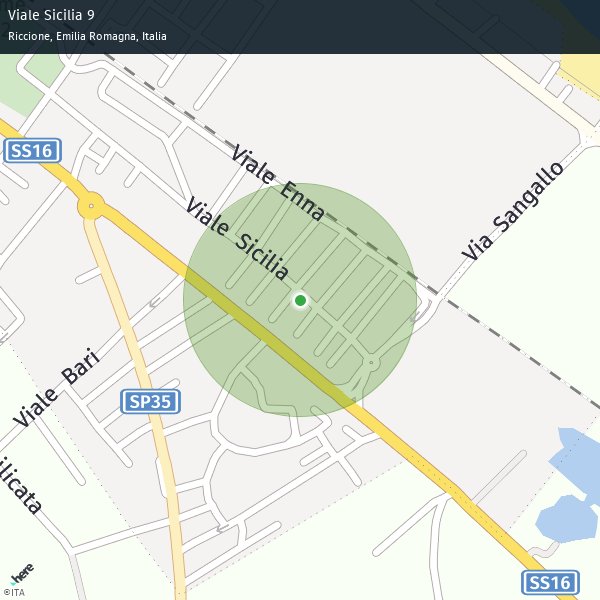 Viale Sicilia 9
Riccione, Emilia Romagna, Italia
SS16
Viale Enna
Viale Sicilia
Via Sangallo
Viale Bari
SP35
ilicata
SS16
here
©ITA